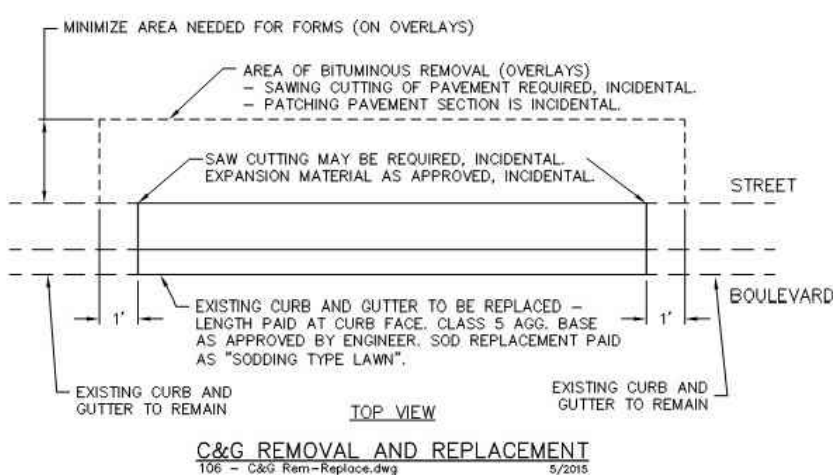 MINIMIZE AREA NEEDED FOR FORMS (ON OVERLAYS)
AREA OF BITUMINOUS REMOVAL (OVERLAYS)
- SAWING CUTTING OF PAVEMENT REQUIRED, INCIDENTAL.
- PATCHING PAVEMENT SECTION IS INCIDENTAL.
SAW CUTTING MAY BE REQUIRED, INCIDENTAL.
EXPANSION MATERIAL AS APPROVED, INCIDENTAL.
STREET
BOULEVARD
EXISTING CURB AND GUTTER TO BE REPLACED –
LENGTH PAID AT CURB FACE. CLASS 5 AGG. BASE
AS APPROVED BY ENGINEER. SOD REPLACEMENT PAID
AS "SODDING TYPE LAWN".
1'
1'
EXISTING CURB AND
GUTTER TO REMAIN
EXISTING CURB AND
GUTTER TO REMAIN
TOP VIEW
C&G REMOVAL AND REPLACEMENT
106 - C&G Rem-Replace.dwg 5/2015